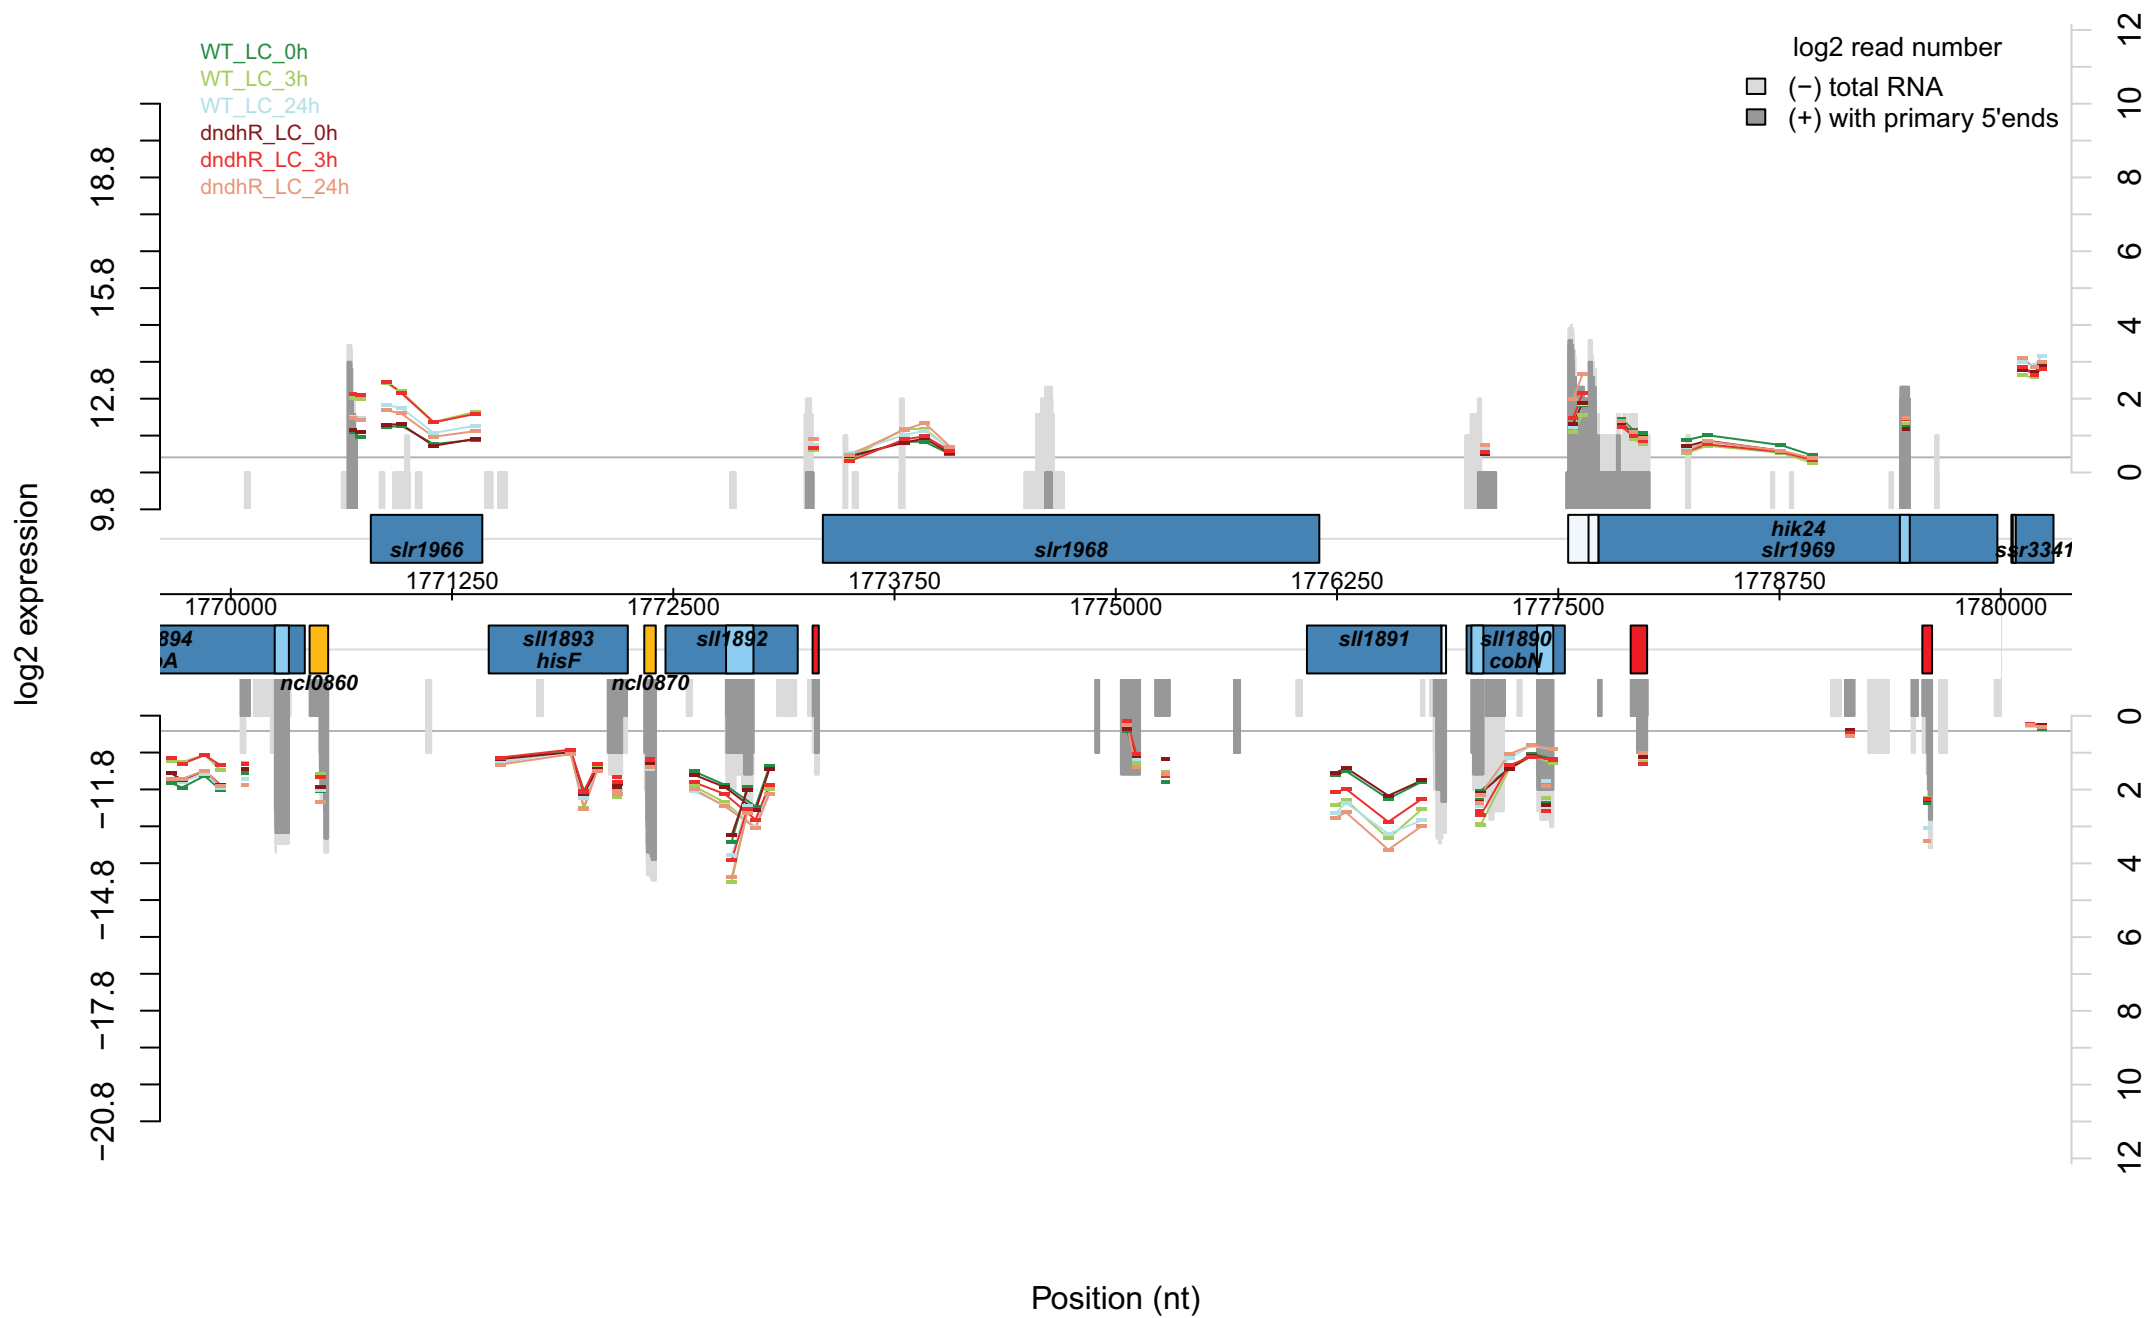 WT_LC_0h
WT_LC_3h
WT_LC_24h
dndhR_LC_0h
dndhR_LC_3h
dndhR_LC_24h
log2 read number
(−) total RNA
(+) with primary 5'ends
log2 expression
18.8
15.8
12.8
9.8
12
10
8
6
4
2
0
slr1966
slr1968
hik24
slr1969
ssr3341
1771250
1773750
1776250
1778750
1770000
1772500
1775000
1777500
1780000
894
A
ncl0860
sll1893
hisF
ncl0870
sll1892
sll1891
sll1890
cobN
−11.8
−14.8
−17.8
−20.8
0
2
4
6
8
10
12
Position (nt)